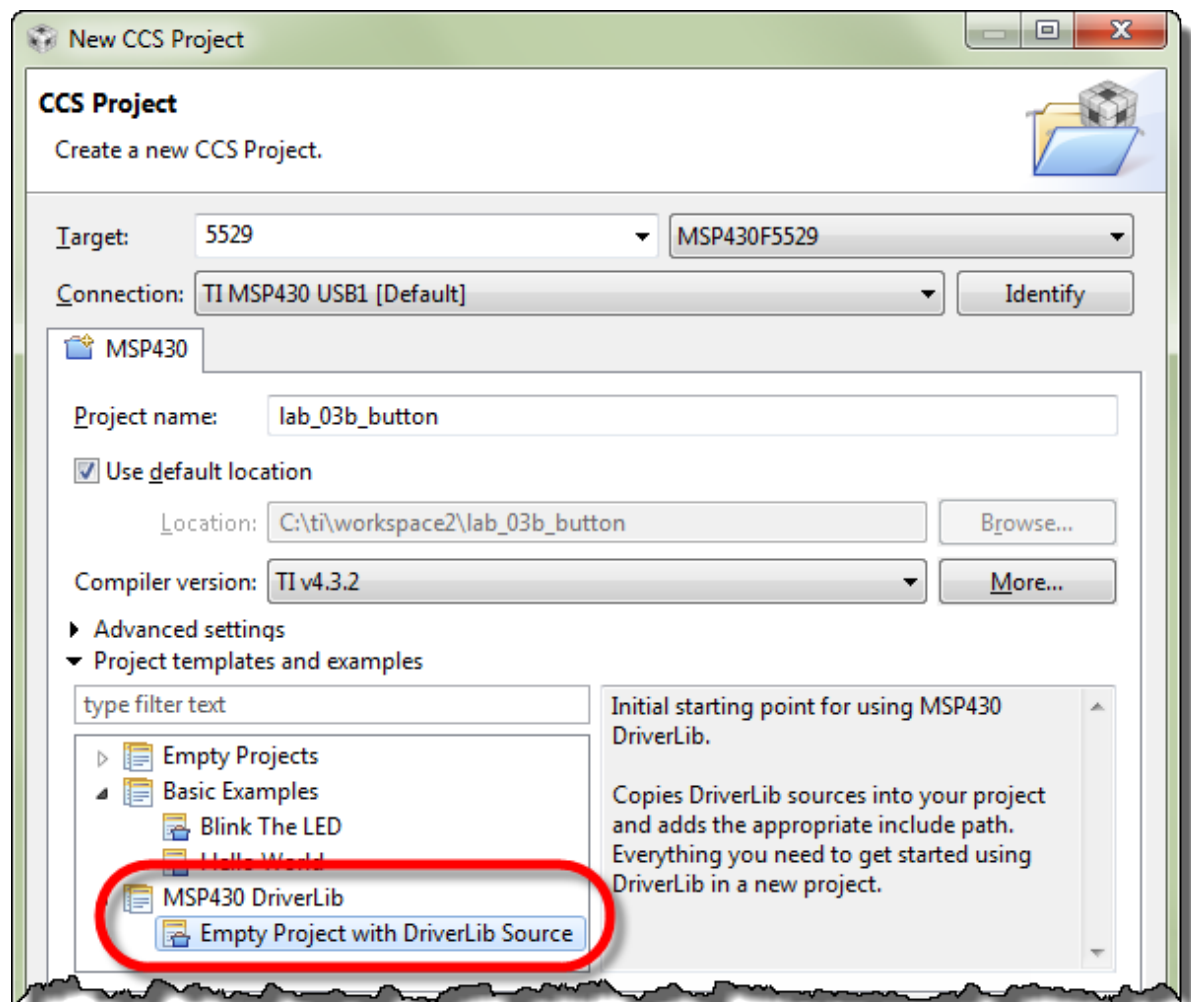 New CCS Project
CCS Project
Create a new CCS Project.
Target: 5529 MSP430F5529
Connection: TI MSP430 USB1 [Default] Identify
MSP430
Project name: lab_03b_button
Use default location
Location: C:\ti\workspace2\lab_03b_button Browse...
Compiler version: TI v4.3.2 More...
Advanced settings
Project templates and examples
type filter text
Empty Projects
Basic Examples
Blink The LED
Hello World
MSP430 DriverLib
Empty Project with DriverLib Source
Initial starting point for using MSP430
DriverLib.
Copies DriverLib sources into your project
and adds the appropriate include path.
Everything you need to get started using
DriverLib in a new project.